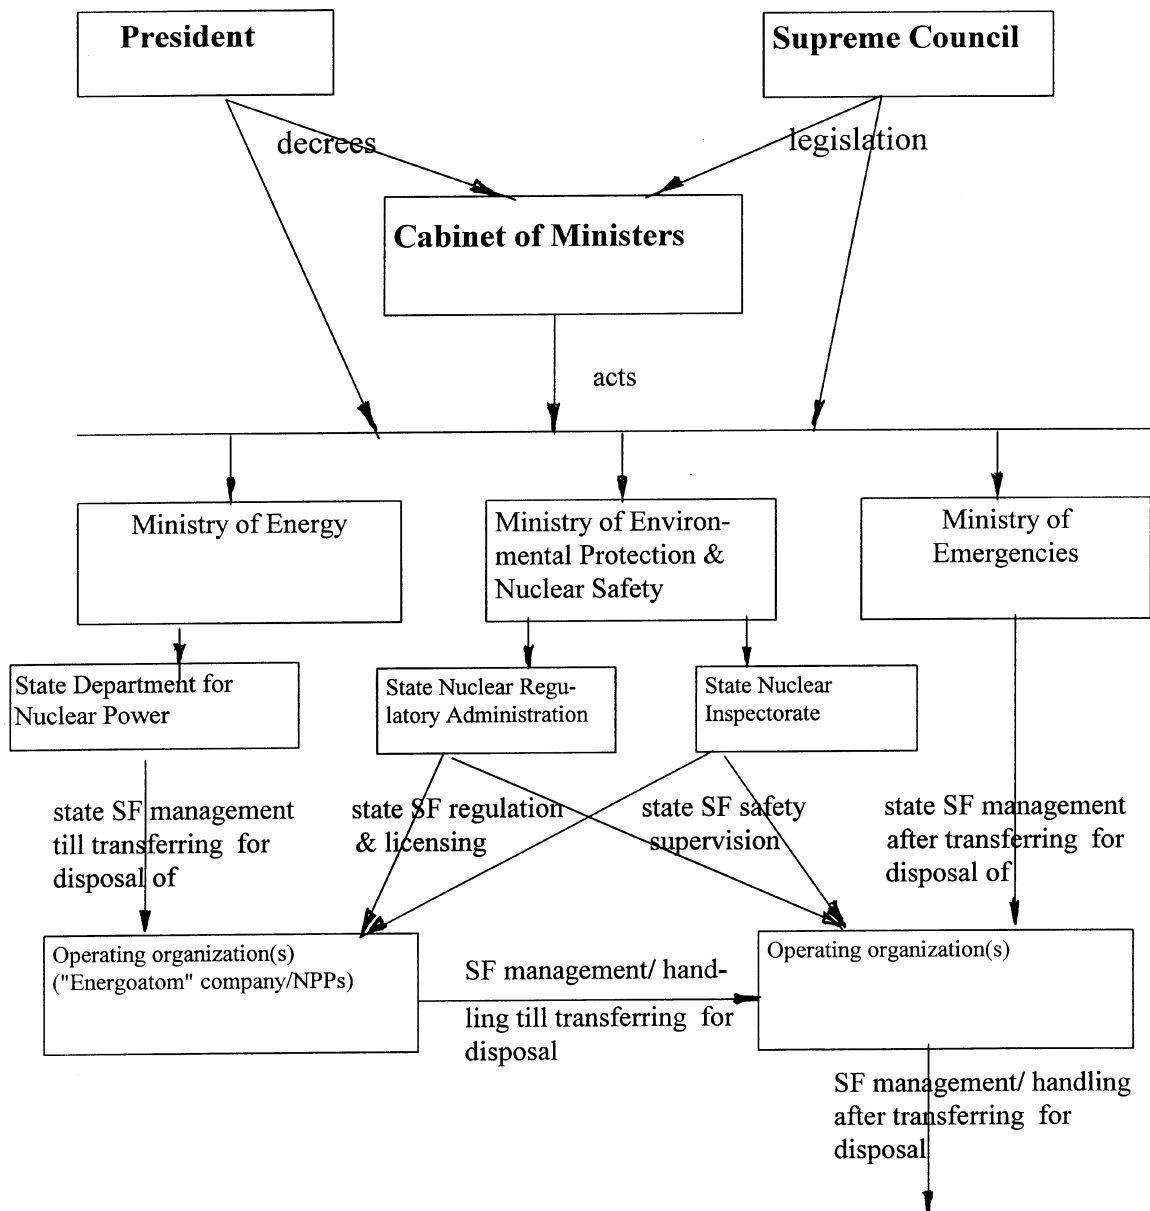 President
Supreme Council
decrees
legislation
Cabinet of Ministers
acts
Ministry of Energy
Ministry of Environ-
mental Protection &
Nuclear Safety
Ministry of
Emergencies
State Department for
Nuclear Power
State Nuclear Regu-
latory Administration
State Nuclear
Inspectorate
state SF management
till transferring for
disposal of
state SF regulation
& licensing
state SF safety
supervision
state SF management
after transferring for
disposal of
Operating organization(s)
("Energoatom" company/NPPs)
SF management/ hand-
ling till transferring for
disposal
Operating organization(s)
SF management/ handling
after transferring for
disposal